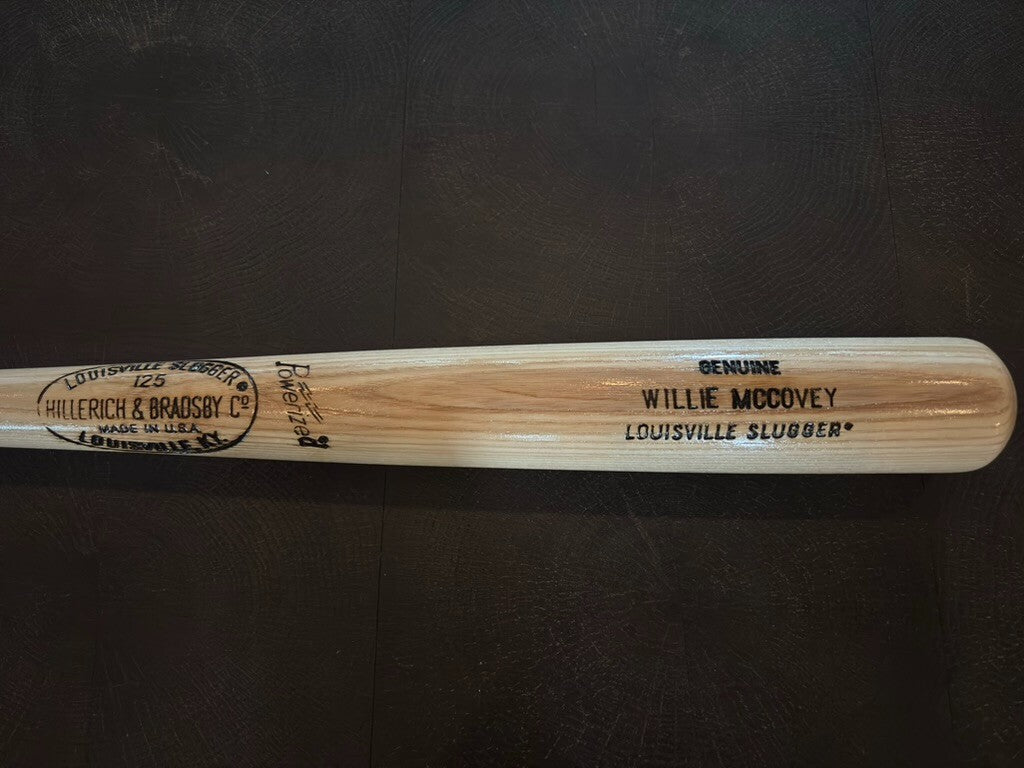 LOUISVILLE SLUGGER®
125
HILLERICH & BRADSBY Cº
MADE IN U.S.A.
LOUISVILLE, KY.
Powerized
GENUINE
WILLIE MCCOVEY
LOUISVILLE SLUGGER®